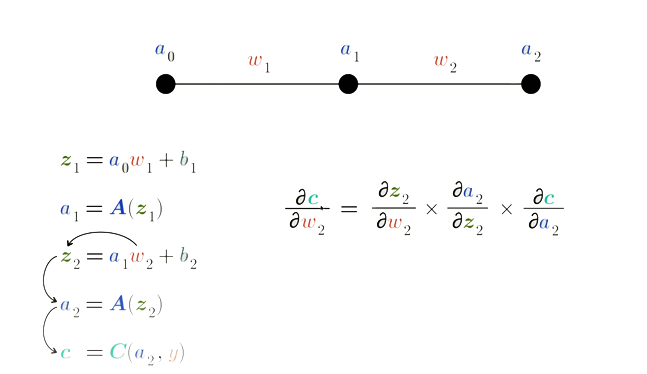 a₀ a₁ a₂
w₁ w₂
z₁ = a₀w₁ + b₁
a₁ = A(z₁)
∂c/∂w₂ = ∂z₂/∂w₂ × ∂a₂/∂z₂ × ∂c/∂a₂
z₂ = a₁w₂ + b₂
a₂ = A(z₂)
c = C(a₂, y)